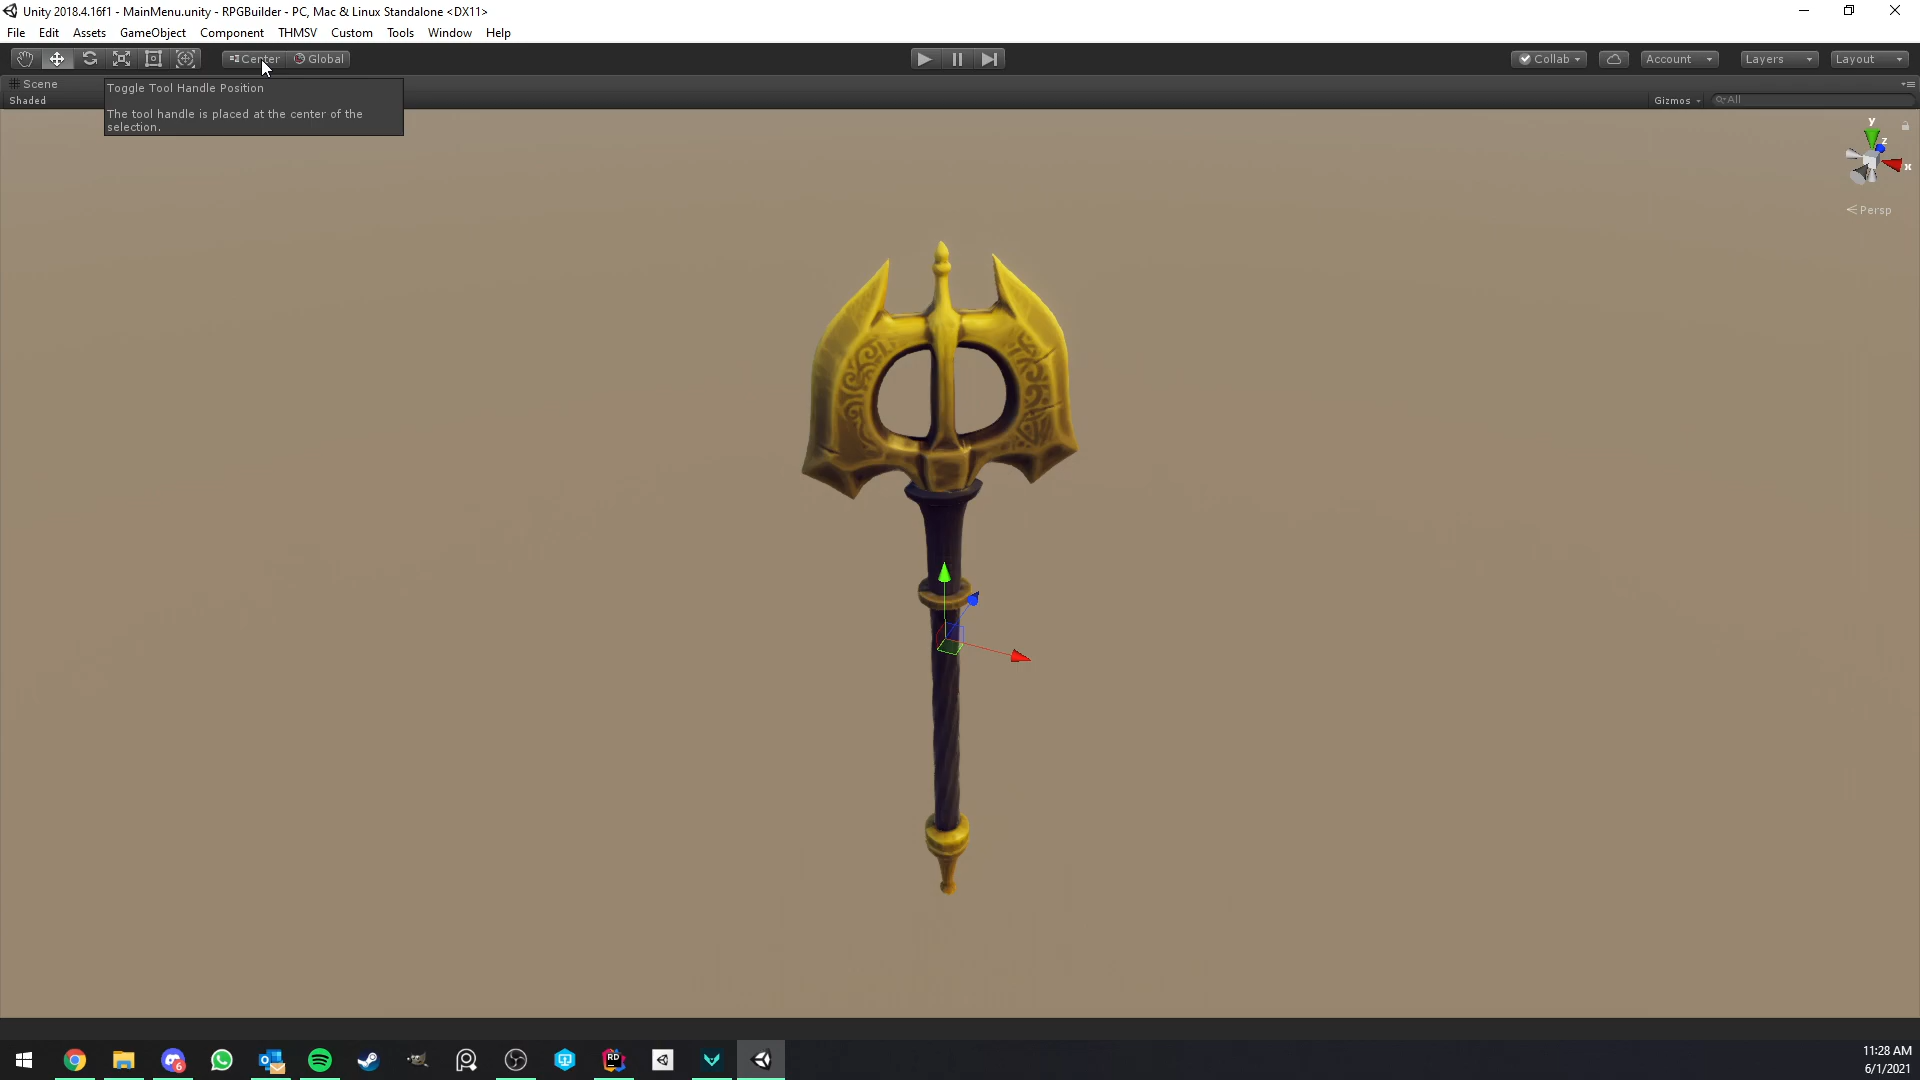 Unity 2018.4.16f1 - MainMenu.unity - RPGBuilder - PC, Mac & Linux Standalone <DX11>
File Edit Assets GameObject Component THMSV Custom Tools Window Help
Center Global Collab Account Layers Layout
Scene
Shaded
Toggle Tool Handle Position
The tool handle is placed at the center of the
selection.
Gizmos All
y
z
x
Persp
6
RD
11:28 AM
6/1/2021